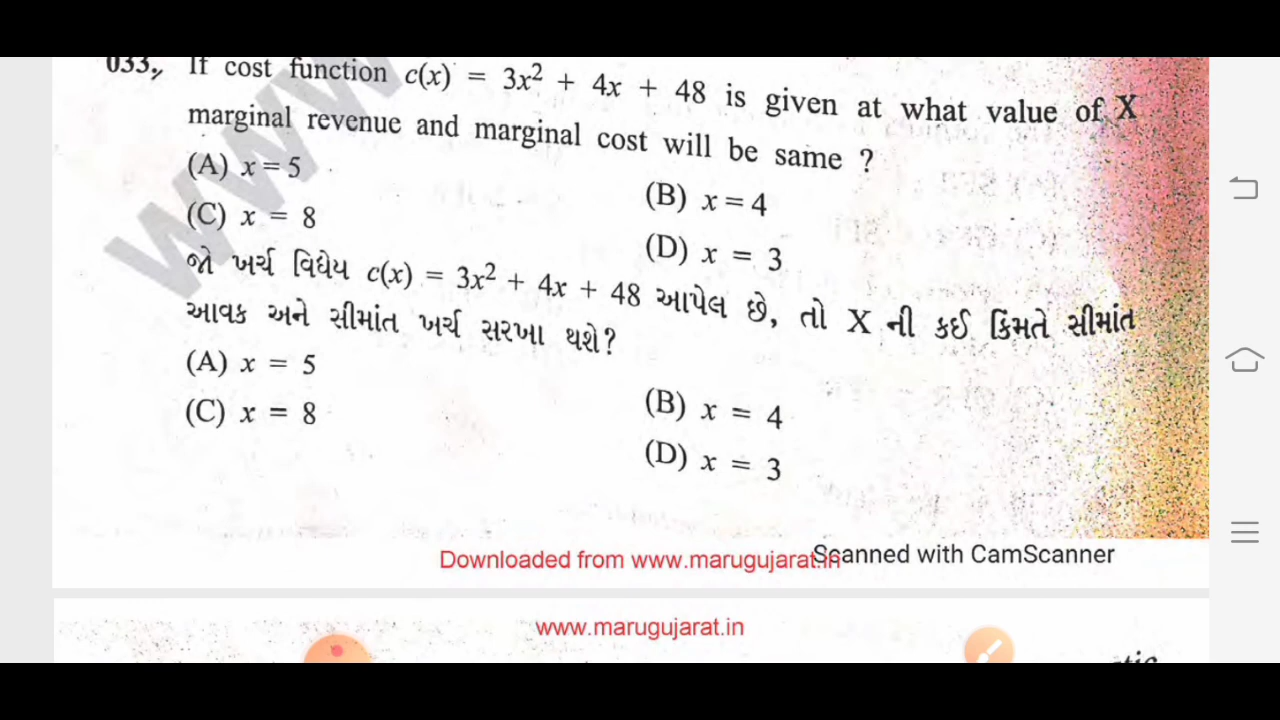 033. If cost function c(x) = 3x² + 4x + 48 is given at what value of X
marginal revenue and marginal cost will be same ?
(A) x = 5
(B) x = 4
(C) x = 8
(D) x = 3
જો ખર્ચ વિધેય c(x) = 3x² + 4x + 48 આપેલ છે, તો X ની કઈ કિંમતે સીમાંત
આવક અને સીમાંત ખર્ચ સરખા થશે?
(A) x = 5
(B) x = 4
(C) x = 8
(D) x = 3
Downloaded from www.marugujarat.in
Scanned with CamScanner
www.marugujarat.in